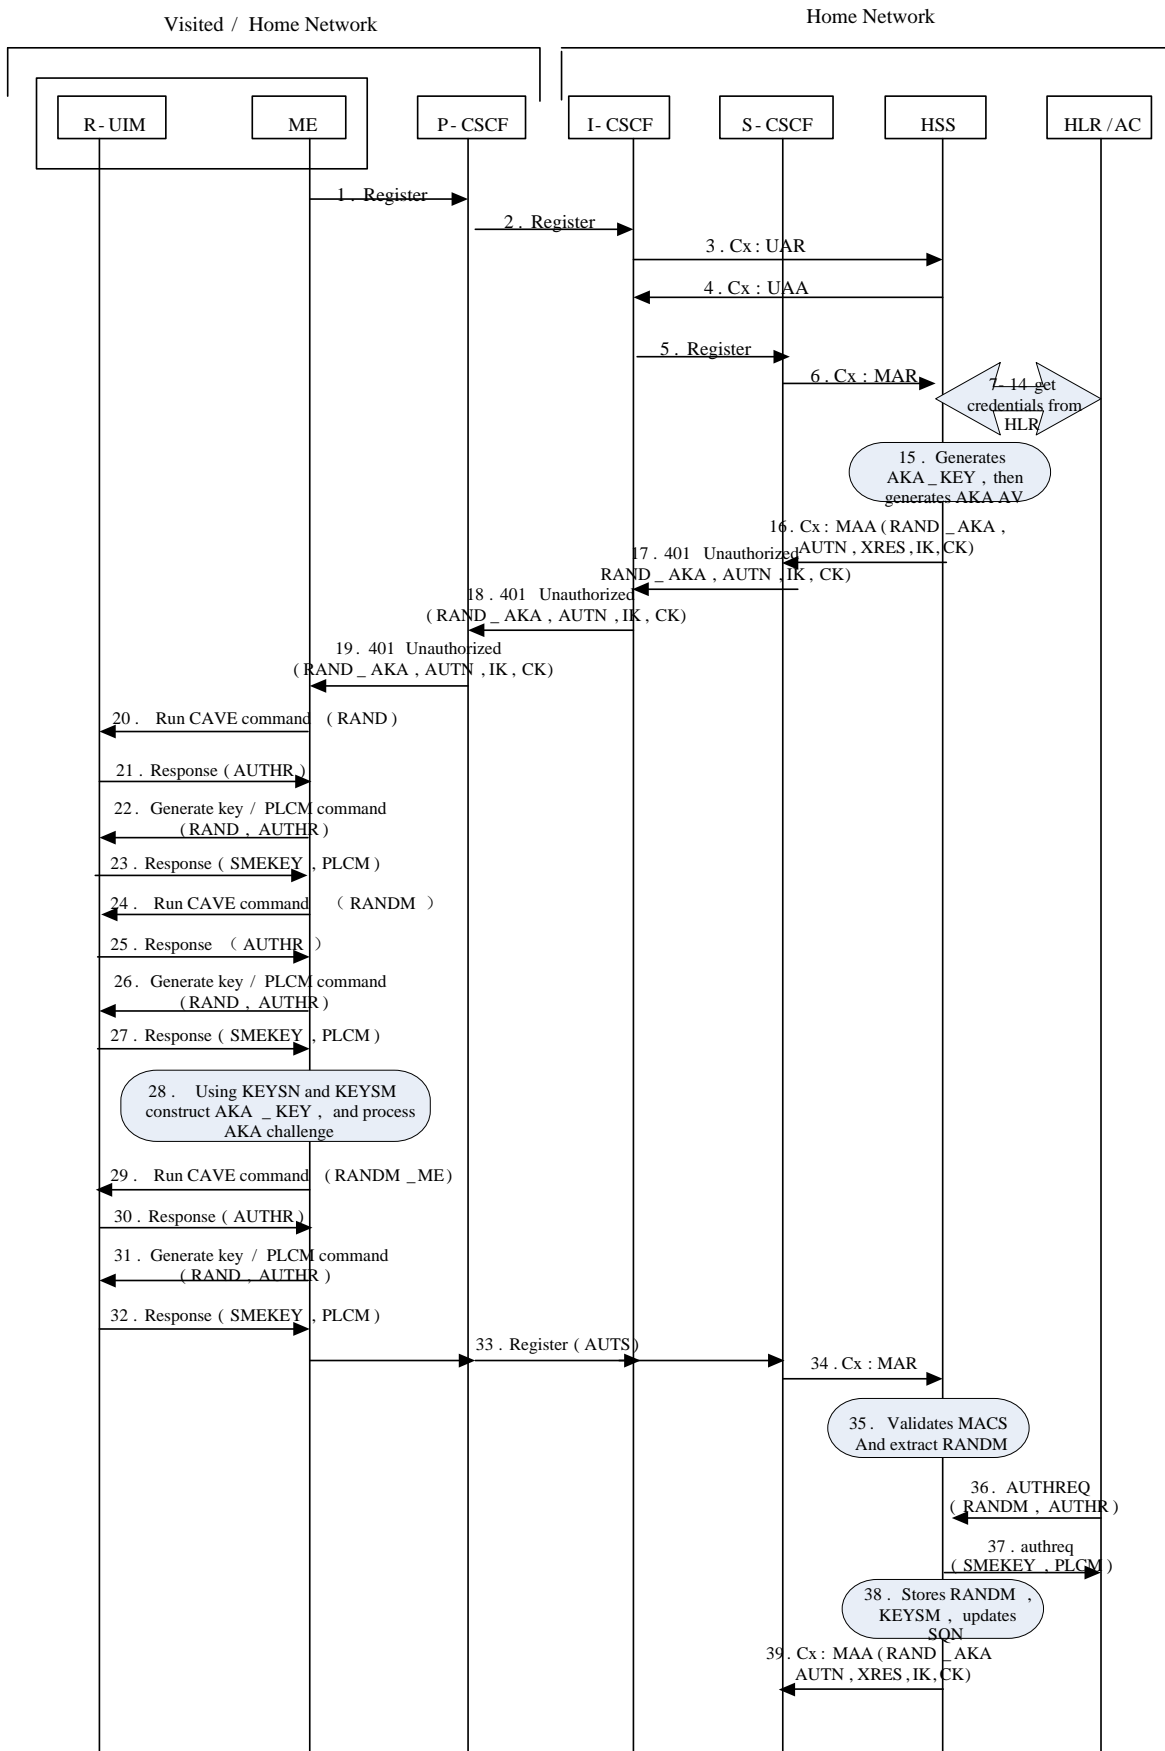 Visited / Home Network
Home Network
R-UIM
ME
P-CSCF
I-CSCF
S-CSCF
HSS
HLR/AC
1. Register
2. Register
3. Cx: UAR
4. Cx: UAA
5. Register
6. Cx: MAR
7-14 get
credentials from
HLR
15. Generates
AKA_KEY, then
generates AKA AV
16. Cx: MAA (RAND_AKA,
AUTN, XRES, IK, CK)
17. 401 Unauthorized
RAND_AKA, AUTN, IK, CK)
18. 401 Unauthorized
(RAND_AKA, AUTN, IK, CK)
19. 401 Unauthorized
(RAND_AKA, AUTN, IK, CK)
20. Run CAVE command (RAND)
21. Response (AUTHR)
22. Generate key / PLCM command
(RAND, AUTHR)
23. Response (SMEKEY, PLCM)
24. Run CAVE command （RANDM ）
25. Response （AUTHR ）
26. Generate key / PLCM command
(RAND, AUTHR)
27. Response (SMEKEY, PLCM)
28. Using KEYSN and KEYSM
construct AKA_KEY, and process
AKA challenge
29. Run CAVE command (RANDM_ME)
30. Response (AUTHR)
31. Generate key / PLCM command
(RAND, AUTHR)
32. Response (SMEKEY, PLCM)
33. Register (AUTS)
34. Cx: MAR
35. Validates MACS
And extract RANDM
36. AUTHREQ
(RANDM, AUTHR)
37. authreq
(SMEKEY, PLCM)
38. Stores RANDM,
KEYSM, updates
SQN
39. Cx: MAA (RAND_AKA
AUTN, XRES, IK, CK)